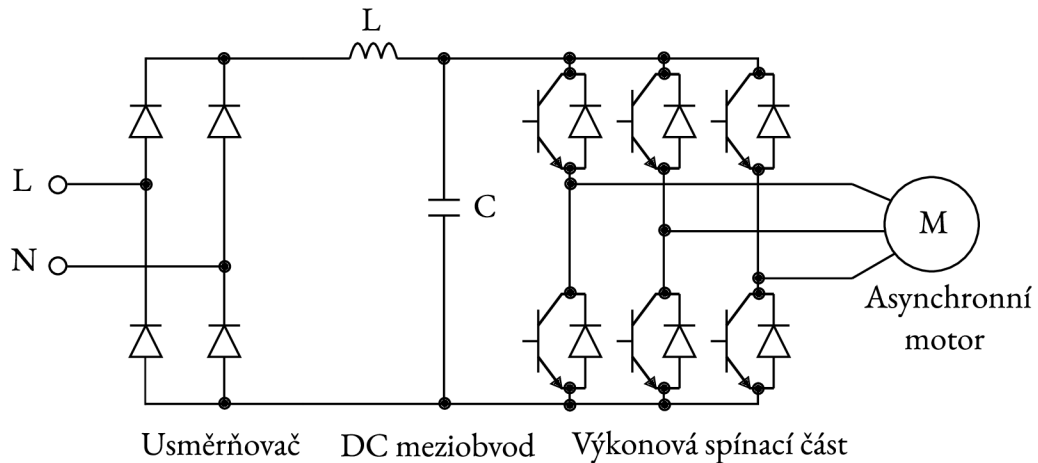 L
L
N
C
M
Asynchronní
motor
Usměrňovač
DC meziobvod
Výkonová spínací část